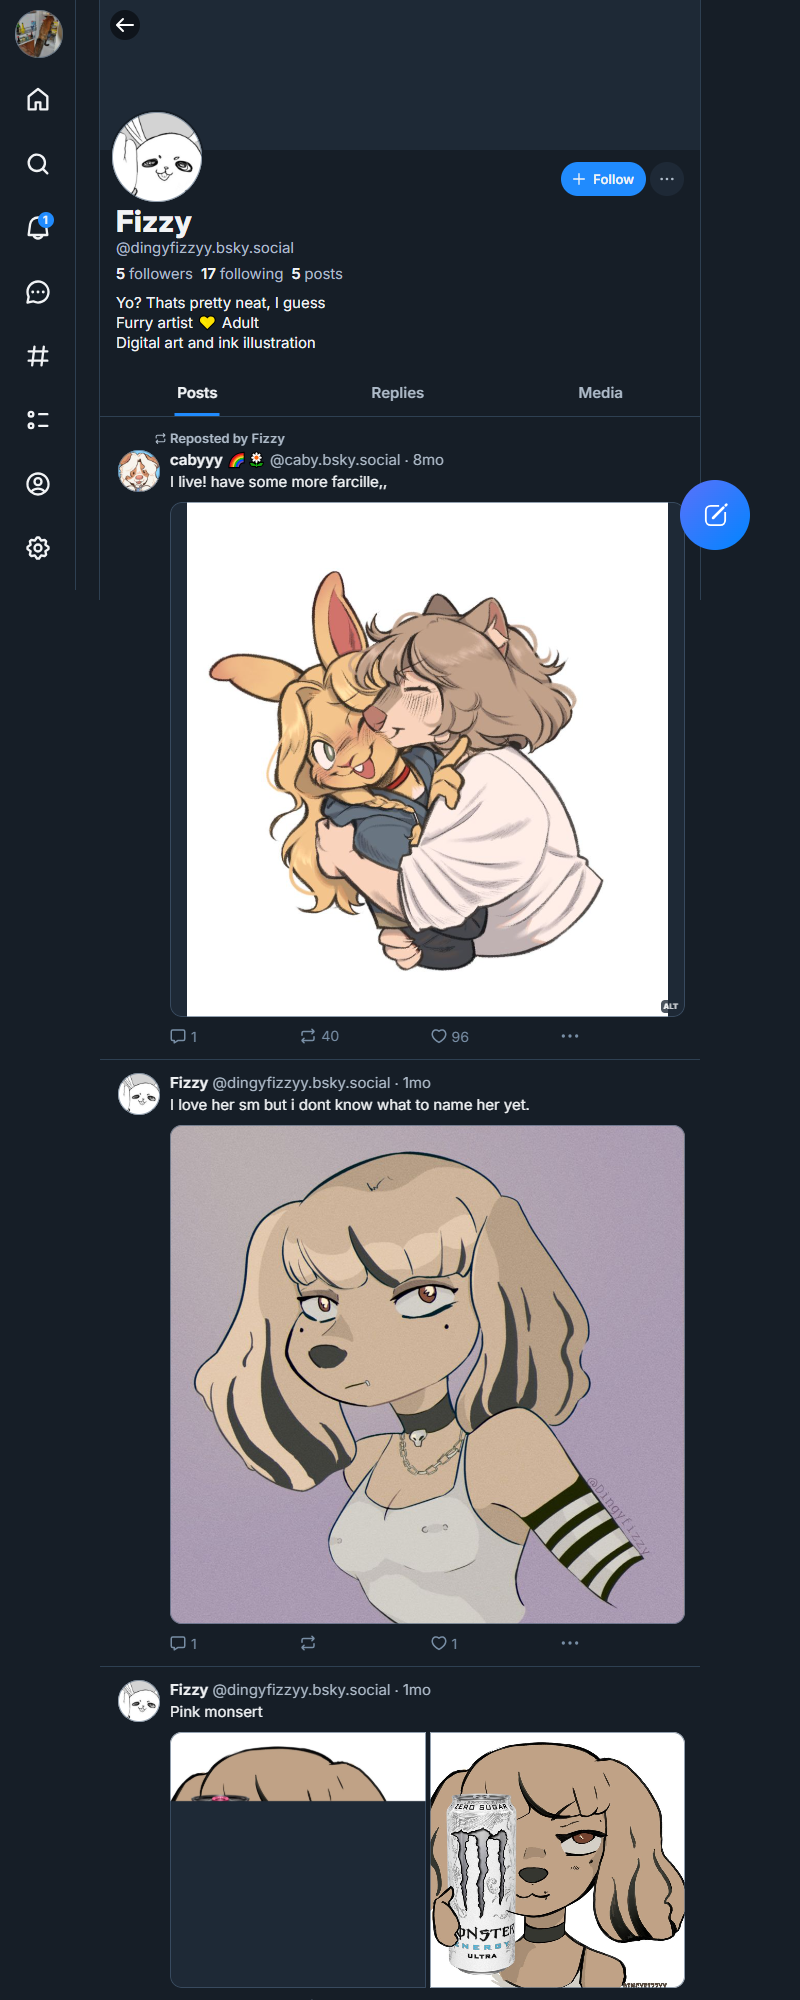 1
Follow
Fizzy
@dingyfizzyy.bsky.social
5 followers 17 following 5 posts
Yo? Thats pretty neat, I guess
Furry artist 💛 Adult
Digital art and ink illustration
Posts Replies Media
Reposted by Fizzy
cabyyy 🌈 🌼 @caby.bsky.social · 8mo
I live! have some more farcille,,
ALT
1 40 96
Fizzy @dingyfizzyy.bsky.social · 1mo
I love her sm but i dont know what to name her yet.
@Dingyfizzy
1 1
Fizzy @dingyfizzyy.bsky.social · 1mo
Pink monsert
ZERO SUGAR
ONSTER
ENERGY
ULTRA
DINGYFIZZYY